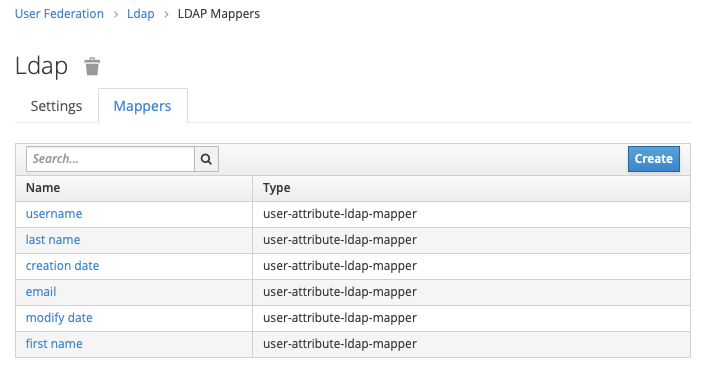 User Federation > Ldap > LDAP Mappers
Ldap
Settings Mappers
Search... Create
Name Type
username user-attribute-ldap-mapper
last name user-attribute-ldap-mapper
creation date user-attribute-ldap-mapper
email user-attribute-ldap-mapper
modify date user-attribute-ldap-mapper
first name user-attribute-ldap-mapper